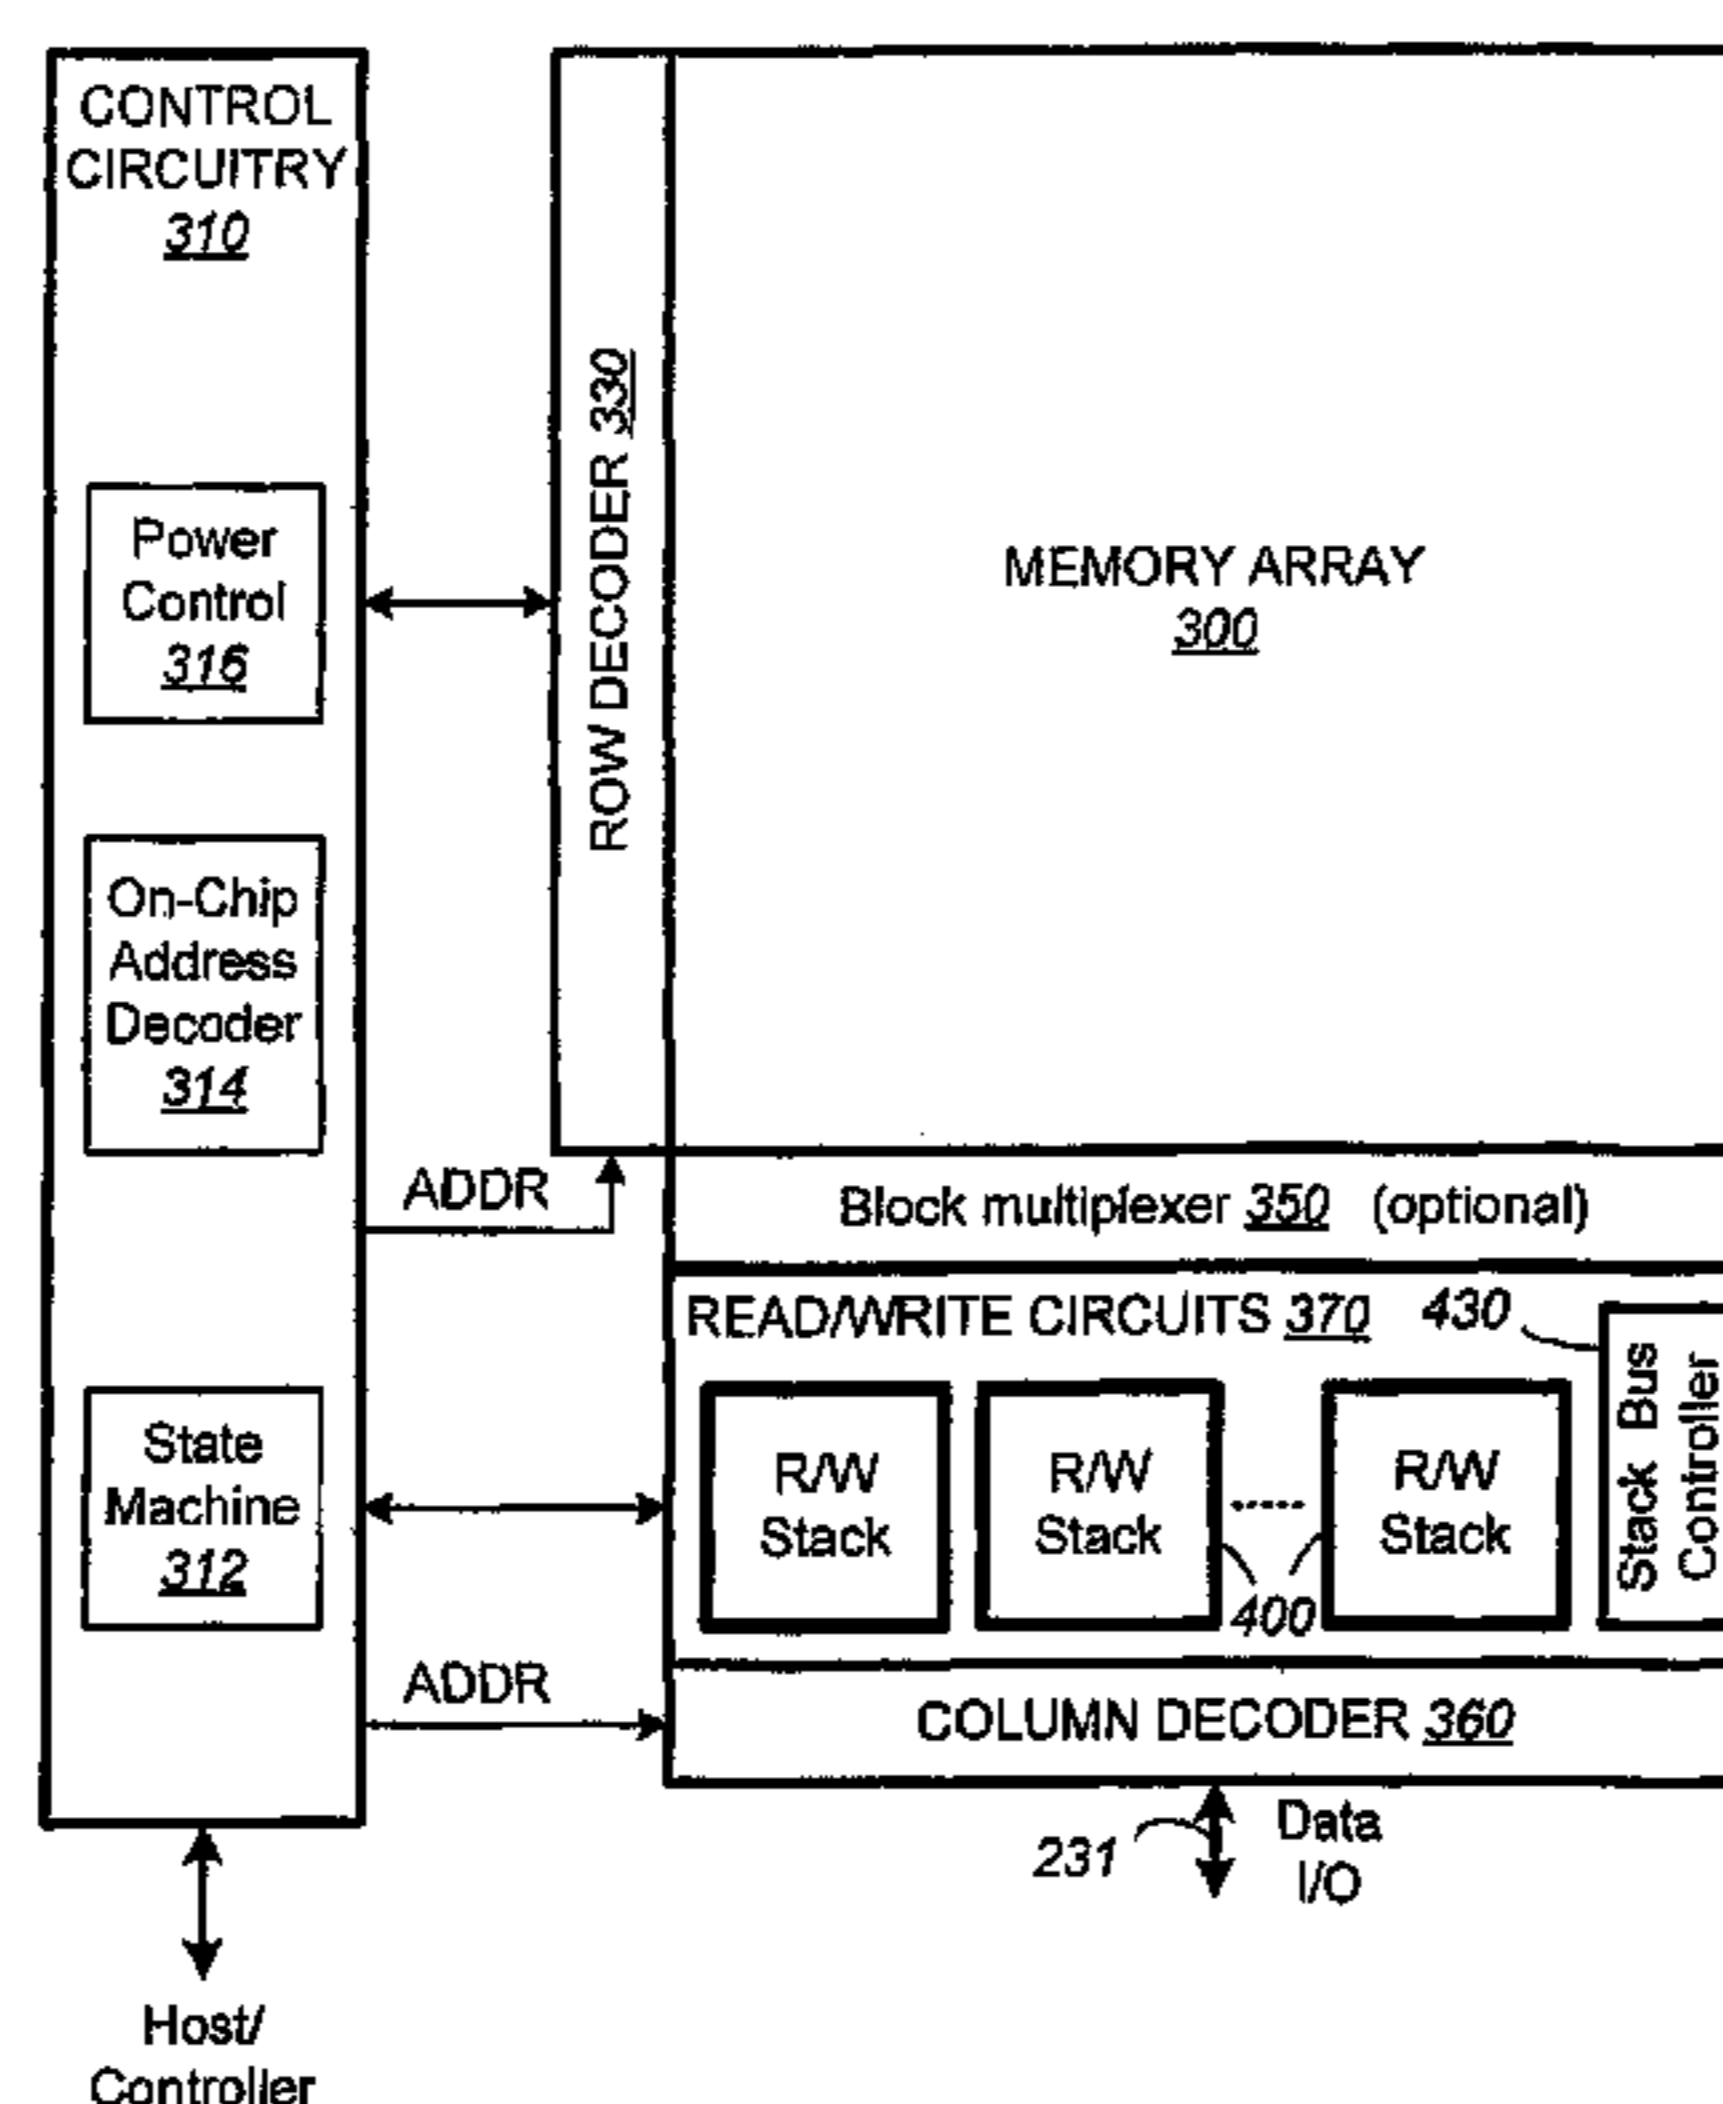 CONTROL
CIRCUITRY
310
Power
Control
316
On-Chip
Address
Decoder
314
State
Machine
312
Host/
Controller
ADDR
ADDR
ROW DECODER 330
MEMORY ARRAY
300
Block multiplexer 350 (optional)
READ/WRITE CIRCUITS 370
430
R/W
Stack
R/W
Stack
......
R/W
Stack
400
Stack Bus
Controller
COLUMN DECODER 360
231
Data
I/O